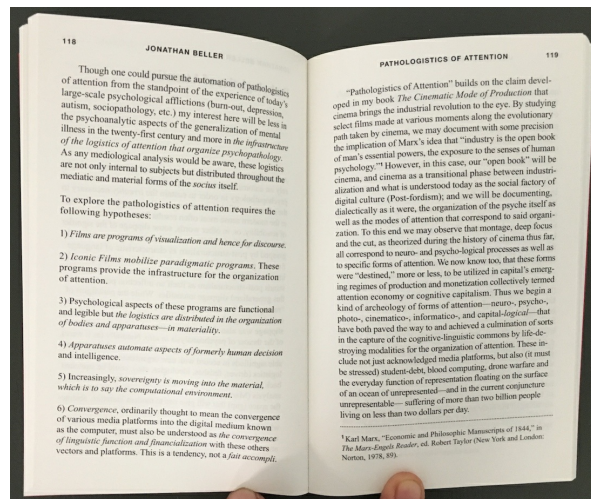 118
JONATHAN BELLER
Though one could pursue the automation of pathologistics
of attention from the standpoint of the experience of today's
large-scale psychological afflictions (burn-out, depression,
autism, sociopathology, etc.) my interest here will be less in
the psychoanalytic aspects of the generalization of mental
illness in the twenty-first century and more in the infrastructure
of the logistics of attention that organize psychopathology.
As any mediological analysis would be aware, these logistics
are not only internal to subjects but distributed throughout the
mediatic and material forms of the socius itself.
To explore the pathologistics of attention requires the
following hypotheses:
1) Films are programs of visualization and hence for discourse.
2) Iconic Films mobilize paradigmatic programs. These
programs provide the infrastructure for the organization
of attention.
3) Psychological aspects of these programs are functional
and legible but the logistics are distributed in the organization
of bodies and apparatuses—in materiality.
4) Apparatuses automate aspects of formerly human decision
and intelligence.
5) Increasingly, sovereignty is moving into the material,
which is to say the computational environment.
6) Convergence, ordinarily thought to mean the convergence
of various media platforms into the digital medium known
as the computer, must also be understood as the convergence
of linguistic function and financialization with these others
vectors and platforms. This is a tendency, not a fait accompli.
PATHOLOGISTICS OF ATTENTION
119
"Pathologistics of Attention" builds on the claim devel-
oped in my book The Cinematic Mode of Production that
cinema brings the industrial revolution to the eye. By studying
select films made at various moments along the evolutionary
path taken by cinema, we may document with some precision
the implication of Marx's idea that "industry is the open book
of man's essential powers, the exposure to the senses of human
psychology."¹ However, in this case, our "open book" will be
cinema, and cinema as a transitional phase between industri-
alization and what is understood today as the social factory of
digital culture (Post-fordism); and we will be documenting,
dialectically as it were, the organization of the psyche itself as
well as the modes of attention that correspond to said organi-
zation. To this end we may observe that montage, deep focus
and the cut, as theorized during the history of cinema thus far,
all correspond to neuro- and psycho-logical processes as well as
to specific forms of attention. We now know too, that these forms
were "destined," more or less, to be utilized in capital's emerg-
ing regimes of production and monetization collectively termed
attention economy or cognitive capitalism. Thus we begin a
kind of archeology of forms of attention—neuro-, psycho-,
photo-, cinematico-, informatico-, and capital-logical—that
have both paved the way to and achieved a culmination of sorts
in the capture of the cognitive-linguistic commons by life-de-
stroying modalities for the organization of attention. These in-
clude not just acknowledged media platforms, but also (it must
be stressed) student-debt, blood computing, drone warfare and
the everyday function of representation floating on the surface
of an ocean of unrepresented—and in the current conjuncture
unrepresentable— suffering of more than two billion people
living on less than two dollars per day.
¹ Karl Marx, "Economic and Philosophic Manuscripts of 1844," in
The Marx-Engels Reader, ed. Robert Taylor (New York and London:
Norton, 1978, 89).